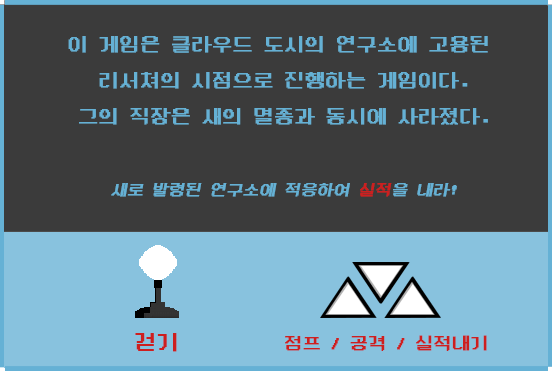 이 게임은 클라우드 도시의 연구소에 고용된
리서쳐의 시점으로 진행하는 게임이다.
그의 직장은 새의 멸종과 동시에 사라졌다.
새로 발령된 연구소에 적응하여 실적을 내라!
걷기
점프 / 공격 / 실적내기